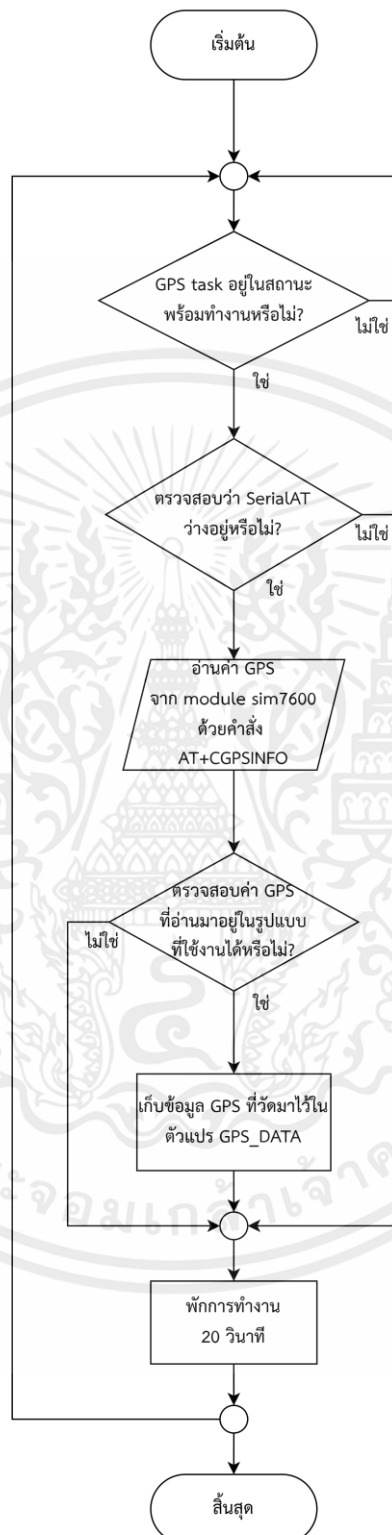 เริ่มต้น
GPS task อยู่ในสถานะ
พร้อมทำงานหรือไม่?
ไม่ใช่
ใช่
ตรวจสอบว่า SerialAT
ว่างอยู่หรือไม่?
ไม่ใช่
ใช่
อ่านค่า GPS
จาก module sim7600
ด้วยคำสั่ง
AT+CGPSINFO
ตรวจสอบค่า GPS
ที่อ่านมาอยู่ในรูปแบบ
ที่ใช้งานได้หรือไม่?
ไม่ใช่
ใช่
เก็บข้อมูล GPS ที่วัดมาไว้ใน
ตัวแปร GPS_DATA
พักการทำงาน
20 วินาที
สิ้นสุด